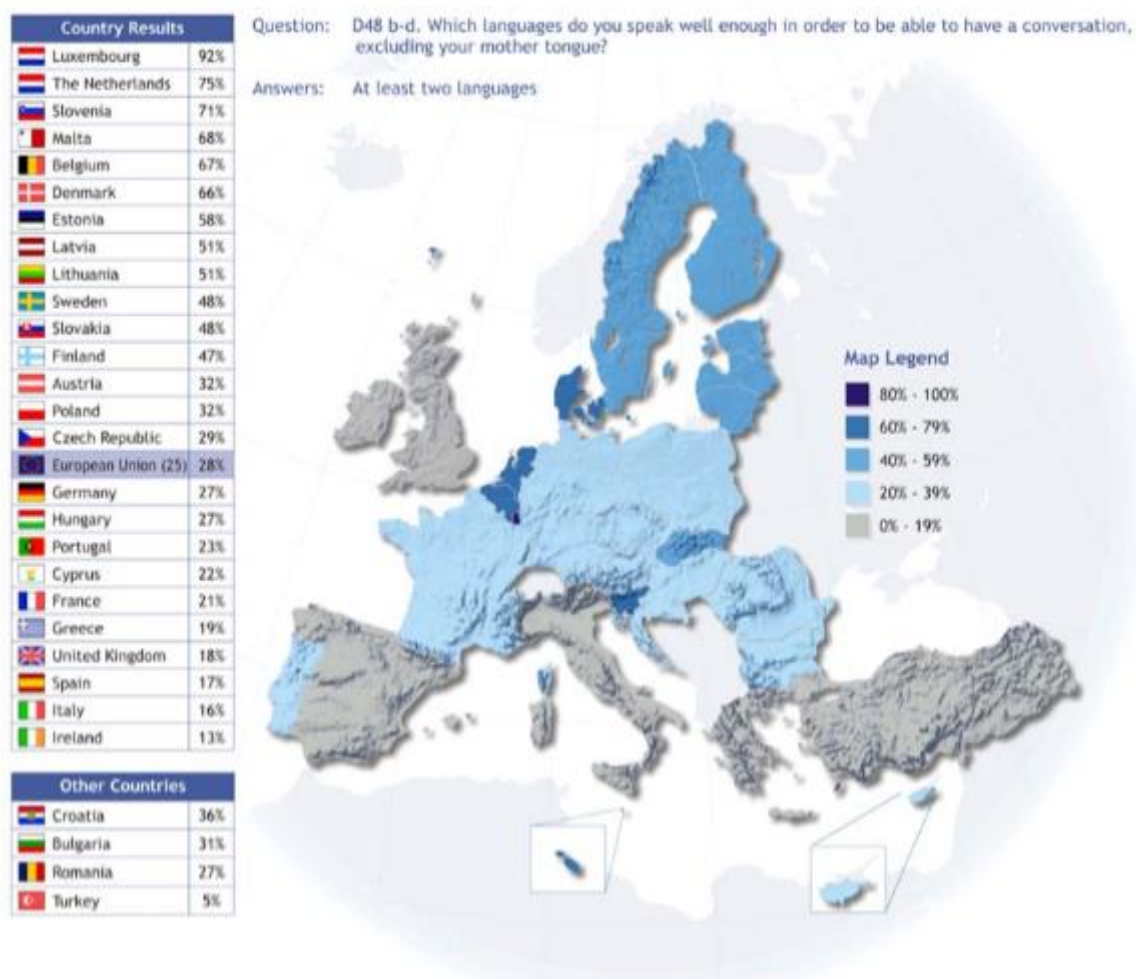 Country Results
Luxembourg 92%
The Netherlands 75%
Slovenia 71%
Malta 68%
Belgium 67%
Denmark 66%
Estonia 58%
Latvia 51%
Lithuania 51%
Sweden 48%
Slovakia 48%
Finland 47%
Austria 32%
Poland 32%
Czech Republic 29%
European Union (25) 28%
Germany 27%
Hungary 27%
Portugal 23%
Cyprus 22%
France 21%
Greece 19%
United Kingdom 18%
Spain 17%
Italy 16%
Ireland 13%
Other Countries
Croatia 36%
Bulgaria 31%
Romania 27%
Turkey 5%
Question: D48 b-d. Which languages do you speak well enough in order to be able to have a conversation,
excluding your mother tongue?
Answers: At least two languages
Map Legend
80% - 100%
60% - 79%
40% - 59%
20% - 39%
0% - 19%